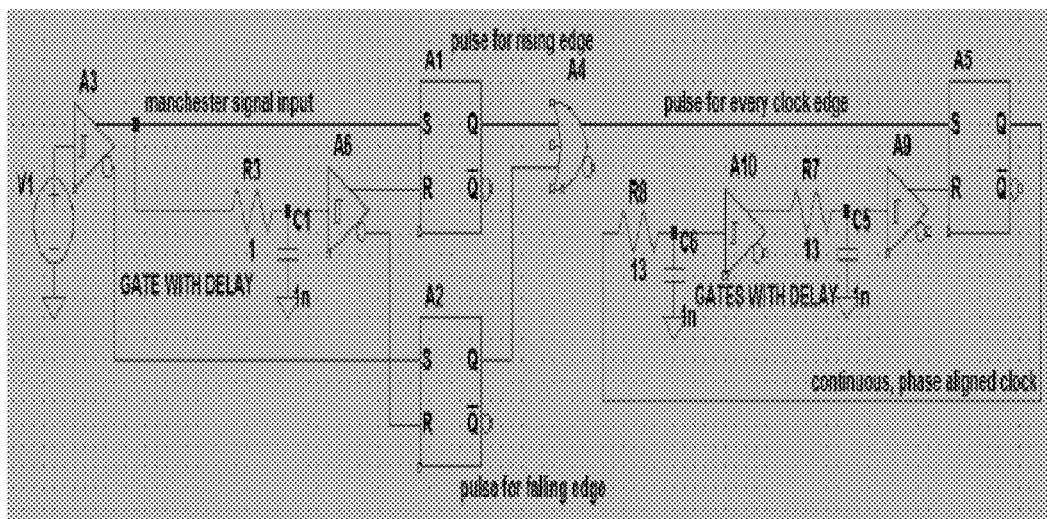 pulse for rising edge
A3
A1
A4
A5
manchester signal input
pulse for every clock edge
S Q
S Q
V1
R3
A6
R Q
R8
A10
R7
A9
R Q
C1
C6
C5
1
13
13
GATE WITH DELAY
1n
A2
GATES WITH DELAY
1n
1n
S Q
continuous, phase aligned clock
R Q
pulse for falling edge